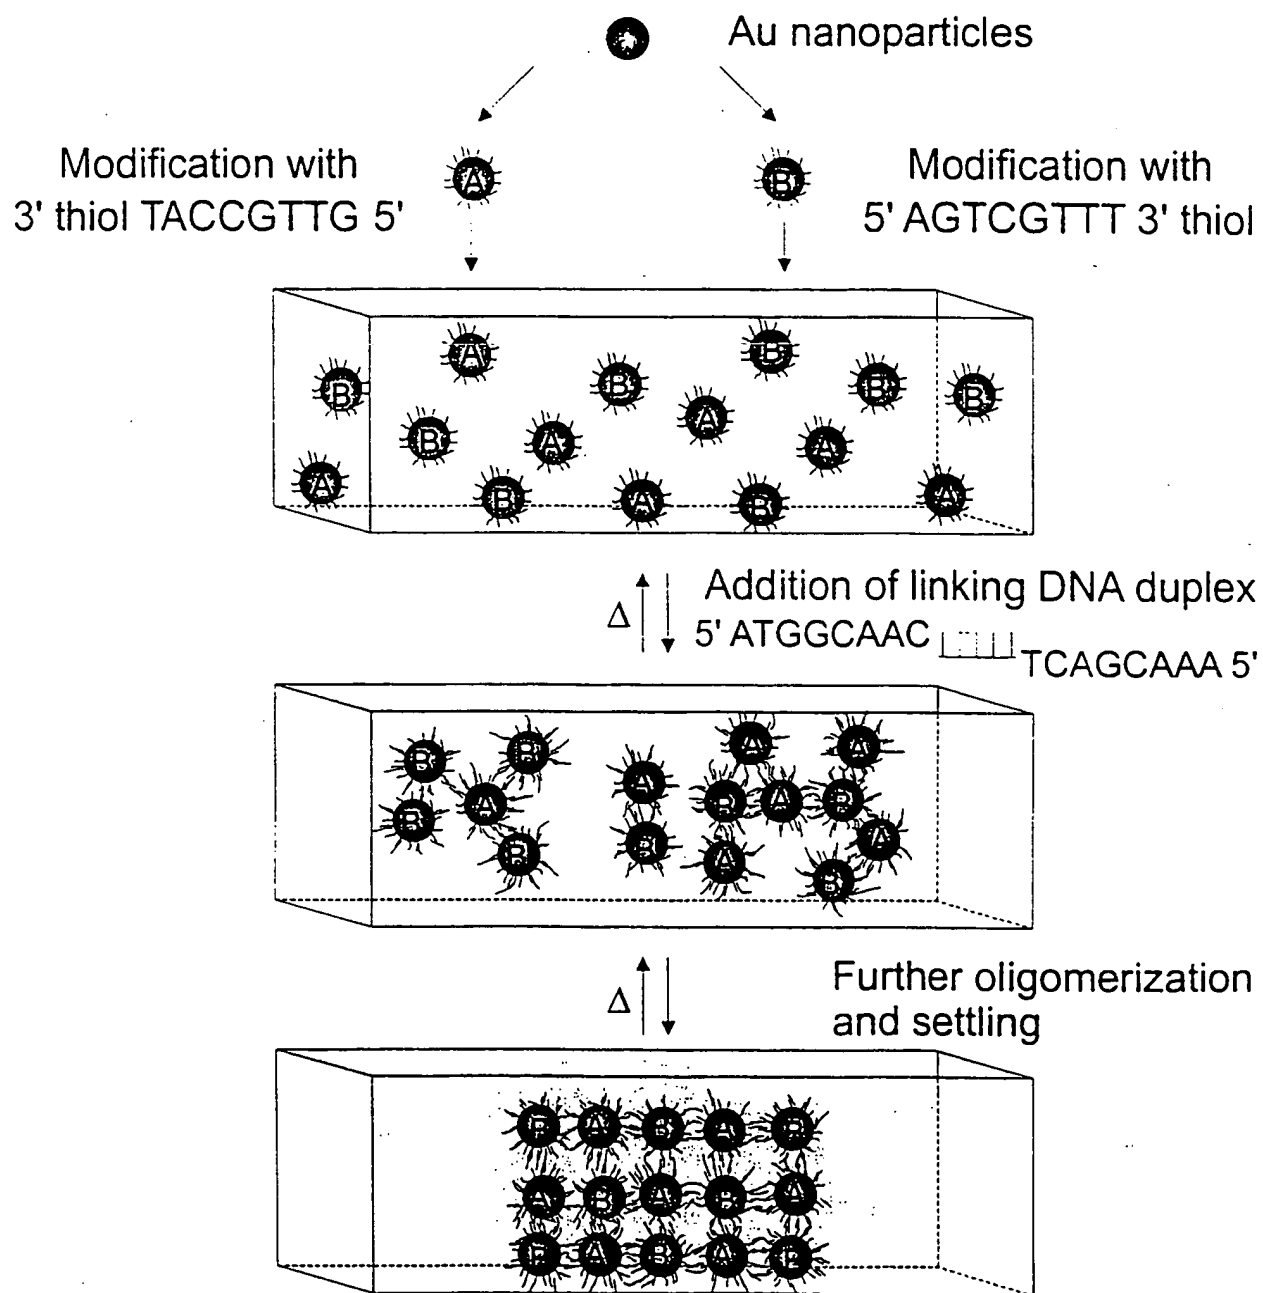 Au nanoparticles
Modification with
3' thiol TACCGTTG 5'
Modification with
5' AGTCGTTT 3' thiol
A
B
A
B
B
B
B
B
A
B
A
A
A
B
A
B
A
Δ
Addition of linking DNA duplex
5' ATGGCAAC
TCAGCAAA 5'
B
B
A
A
B
A
A
B
A
B
B
B
A
A
B
Δ
Further oligomerization
and settling
B
A
B
A
B
A
B
A
B
A
B
A
B
A
B